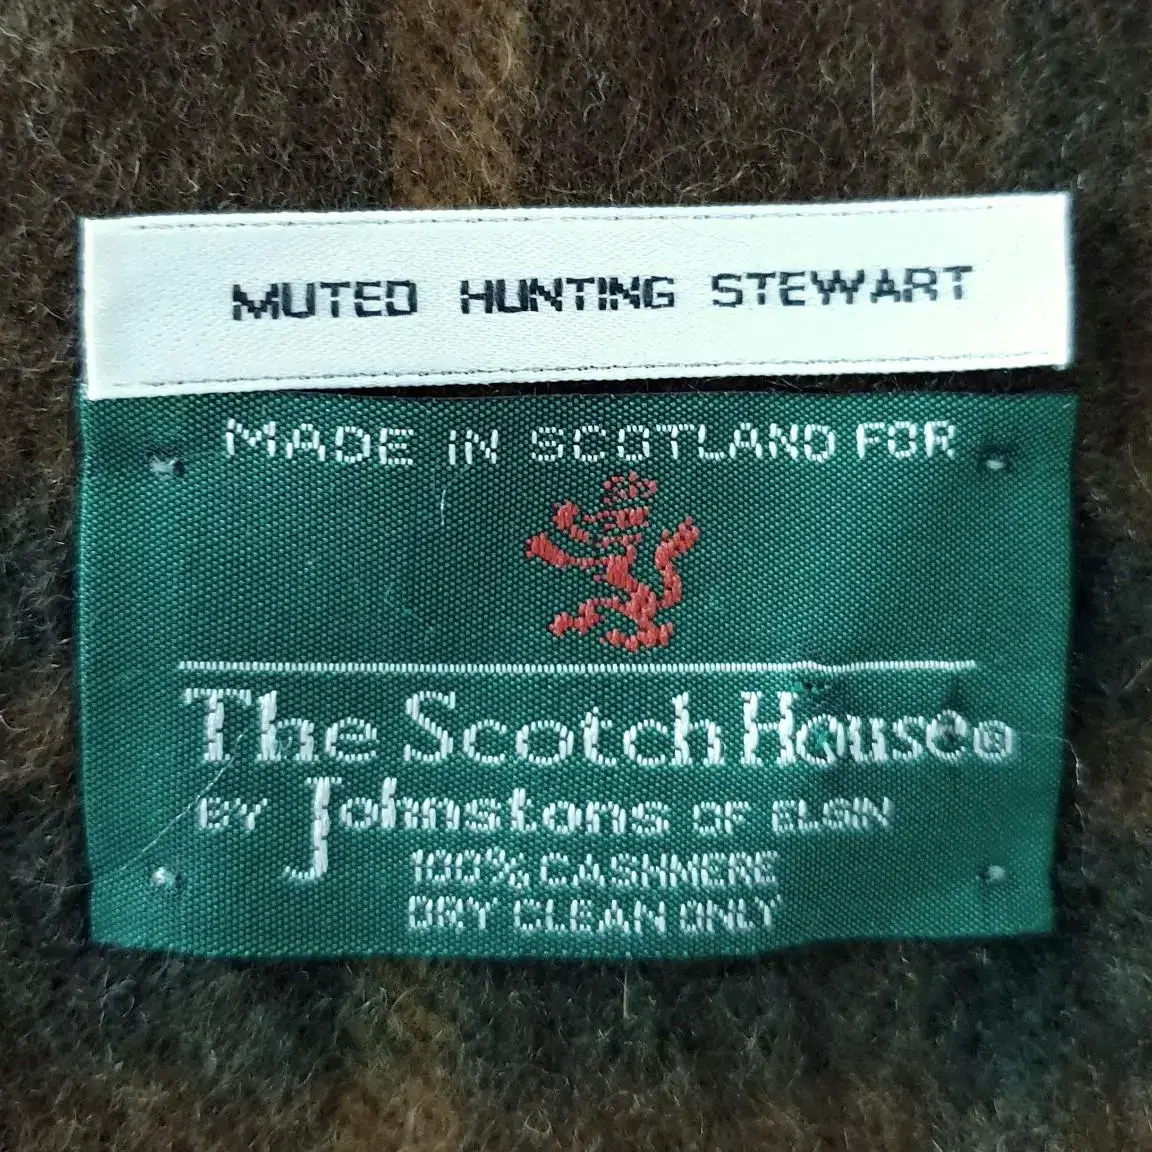 MUTED HUNTING STEWART
MADE IN SCOTLAND FOR
The Scotch House®
BY Johnstons OF ELGIN
100% CASHMERE
DRY CLEAN ONLY